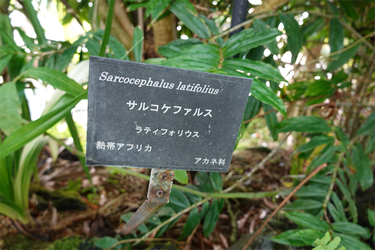 Sarcocephalus latifolius
サルコケファルス
ラティフォリウス
熱帯アフリカ
アカネ科